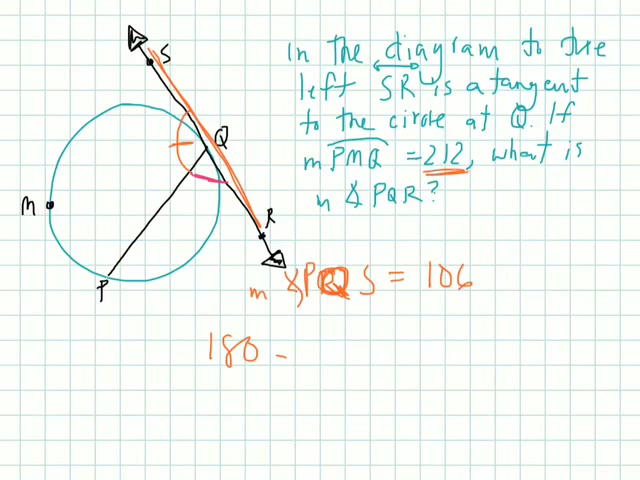 S
Q
M
R
P
In the diagram to the
left SR is a tangent
to the circle at Q. If
m PMQ = 212, what is
m ∡ PQR?
m ∡PQS = 106
180 -